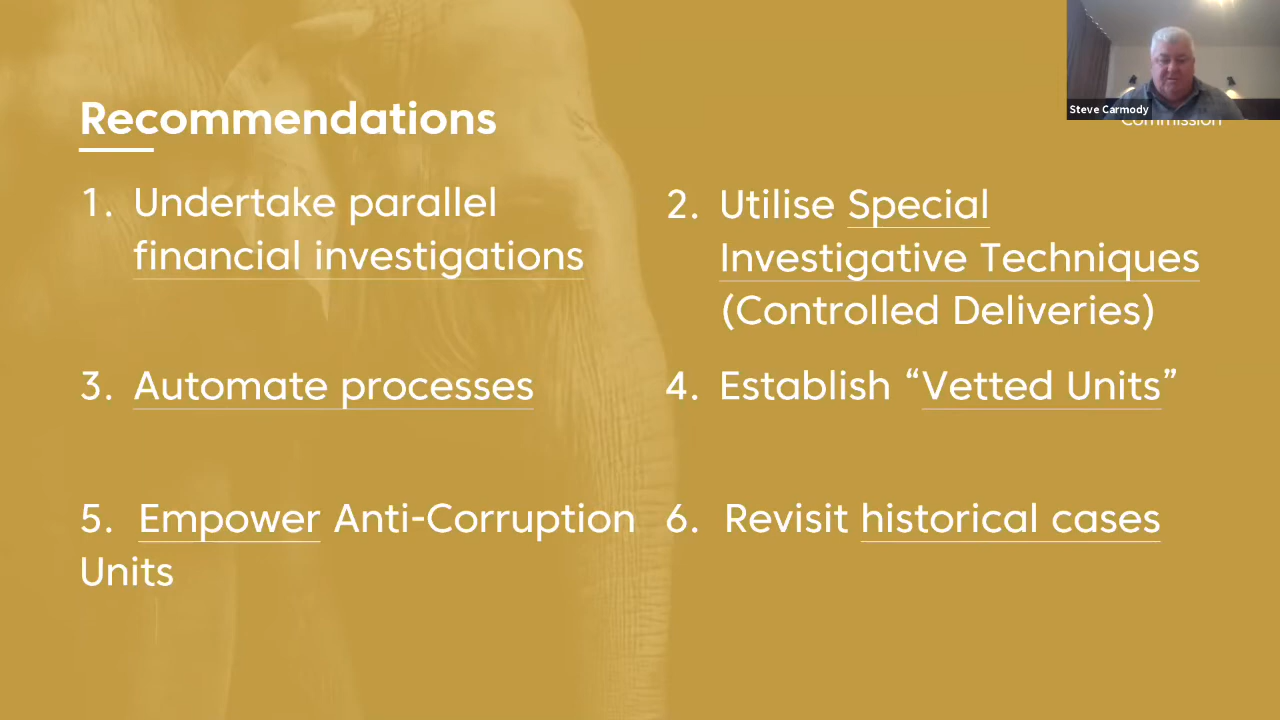 Steve Carmody
Commission
Recommendations
1. Undertake parallel
financial investigations
2. Utilise Special
Investigative Techniques
(Controlled Deliveries)
3. Automate processes
4. Establish “Vetted Units”
5. Empower Anti-Corruption
Units
6. Revisit historical cases